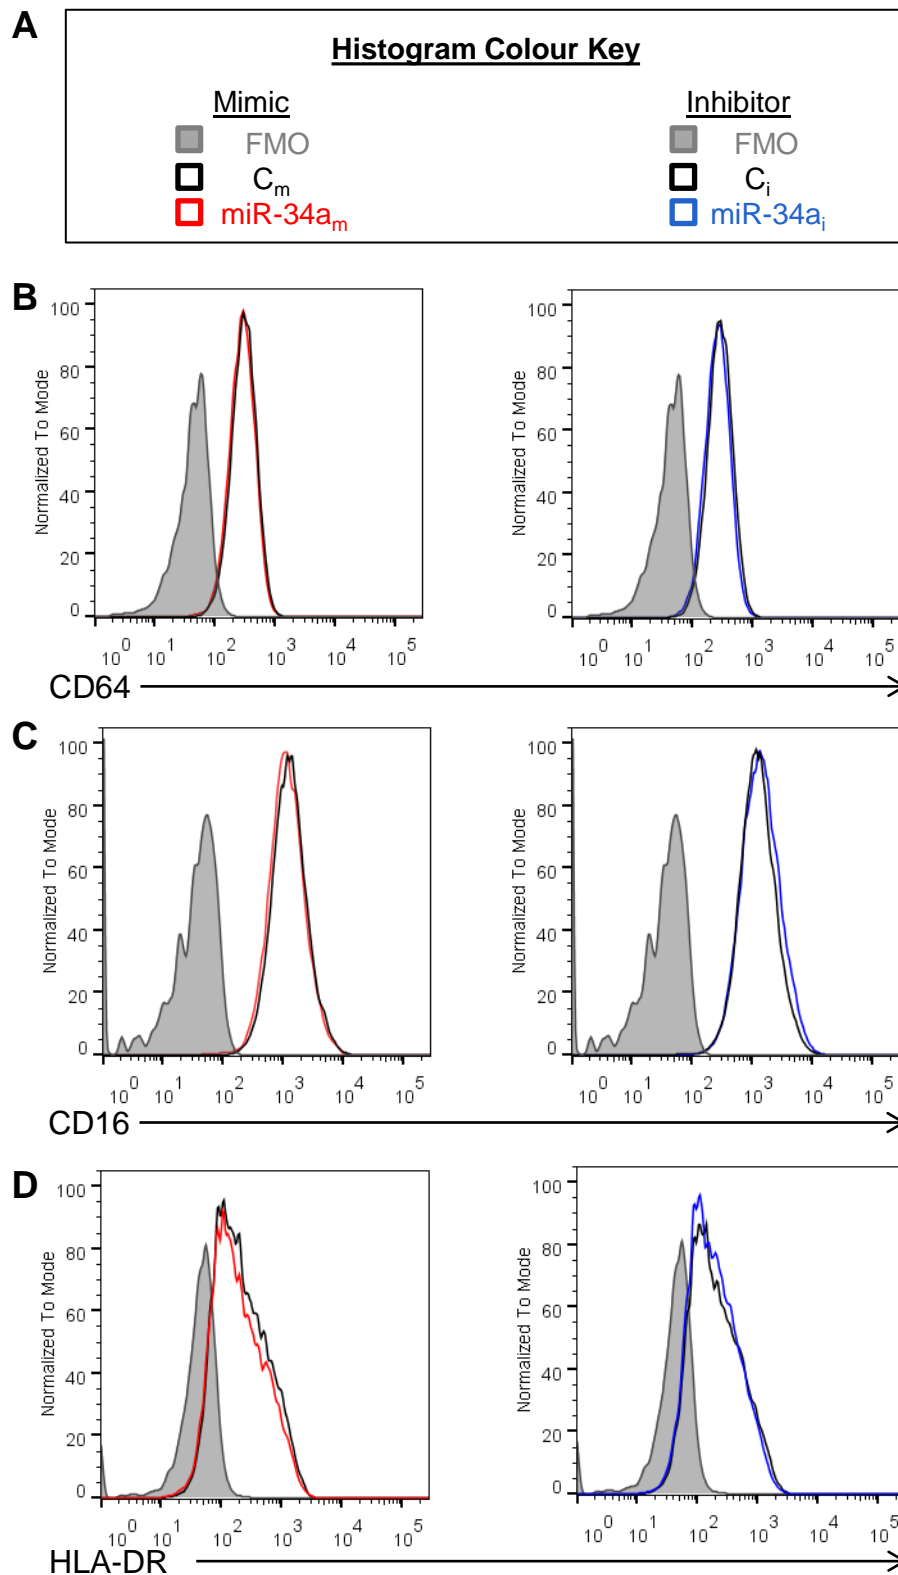 A
Histogram Colour Key
Mimic Inhibitor
FMO FMO
Cm Ci
miR-34am miR-34ai
B
100 100
80 80
60 60
40 40
20 20
0 0
Normalized To Mode Normalized To Mode
10^0 10^1 10^2 10^3 10^4 10^5 10^0 10^1 10^2 10^3 10^4 10^5
CD64
C
100 100
80 80
60 60
40 40
20 20
0 0
Normalized To Mode Normalized To Mode
10^0 10^1 10^2 10^3 10^4 10^5 10^0 10^1 10^2 10^3 10^4 10^5
CD16
D
100 100
80 80
60 60
40 40
20 20
0 0
Normalized To Mode Normalized To Mode
10^0 10^1 10^2 10^3 10^4 10^5 10^0 10^1 10^2 10^3 10^4 10^5
HLA-DR